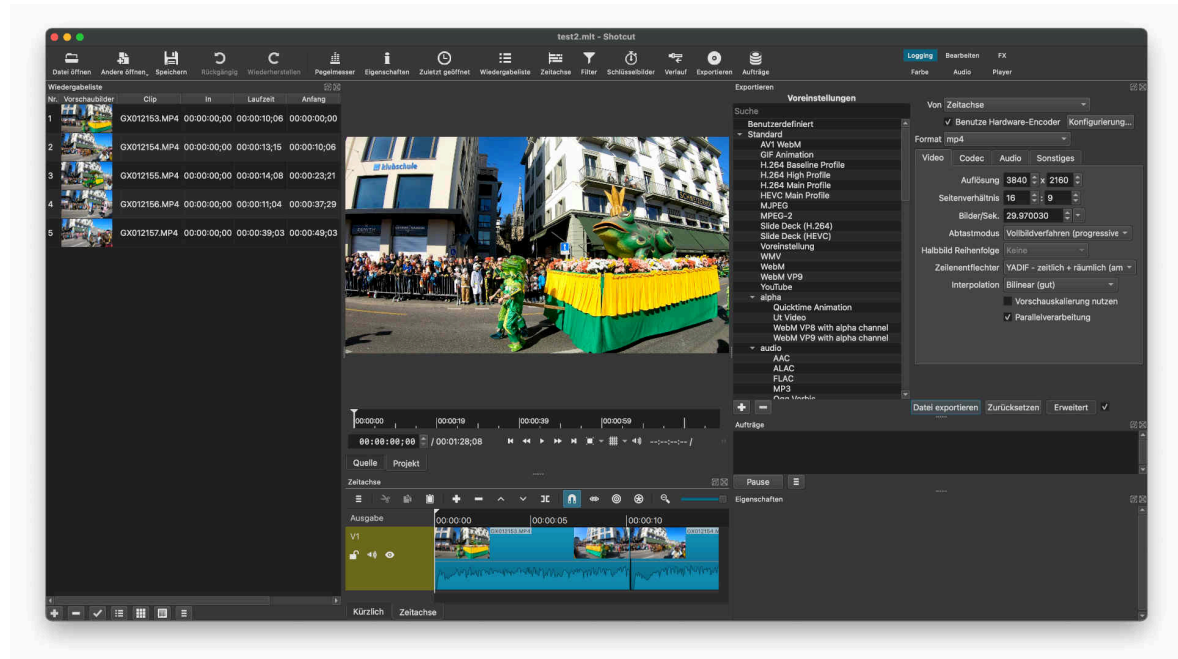 test2.mlt - Shotcut
Datei öffnen Andere öffnen, Speichern Rückgängig Wiederherstellen Pegelmesser Eigenschaften Zuletzt geöffnet Wiedergabeliste Zeitachse Filter Schlüsselbilder Verlauf Exportieren Aufträge
Logging Bearbeiten FX
Farbe Audio Player
Wiedergabeliste
Nr. Vorschaubilder Clip In Laufzeit Anfang
1 GX012153.MP4 00:00:00;00 00:00:10;06 00:00:00;00
2 GX012154.MP4 00:00:00;00 00:00:13;15 00:00:10;06
3 GX012155.MP4 00:00:00;00 00:00:14;08 00:00:23;21
4 GX012156.MP4 00:00:00;00 00:00:11;04 00:00:37;29
5 GX012157.MP4 00:00:00;00 00:00:39;03 00:00:49;03
klubschule
00:00:00 00:00:19 00:00:39 00:00:59
00:00:00;00 / 00:01:28;08 --:--:--:-- /
Quelle Projekt
Zeitachse
Ausgabe 00:00:00 00:00:05 00:00:10
V1
GX012153.MP4
Kürzlich Zeitachse
Exportieren
Voreinstellungen
Suche
Benutzerdefiniert
Standard
AV1 WebM
GIF Animation
H.264 Baseline Profile
H.264 High Profile
H.264 Main Profile
HEVC Main Profile
MJPEG
MPEG-2
Slide Deck (H.264)
Slide Deck (HEVC)
Voreinstellung
WMV
WebM
WebM VP9
YouTube
alpha
Quicktime Animation
Ut Video
WebM VP8 with alpha channel
WebM VP9 with alpha channel
audio
AAC
ALAC
FLAC
MP3
Ogg Vorbis
Von Zeitachse
Benutze Hardware-Encoder Konfigurierung...
Format mp4
Video Codec Audio Sonstiges
Auflösung 3840 x 2160
Seitenverhältnis 16 : 9
Bilder/Sek. 29.970030
Abtastmodus Vollbildverfahren (progressive
Halbbild Reihenfolge Keine
Zeilenentflechter YADIF - zeitlich + räumlich (am
Interpolation Bilinear (gut)
Vorschauskalierung nutzen
Parallelverarbeitung
Datei exportieren Zurücksetzen Erweitert
Aufträge
Pause
Eigenschaften